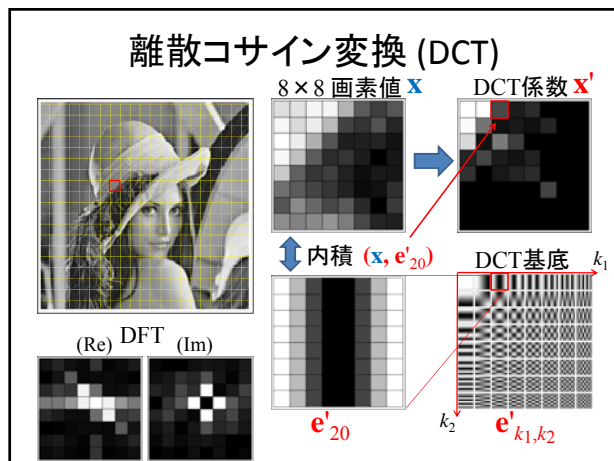 離散コサイン変換 (DCT)
8×8 画素値 x
DCT係数 x'
内積 (x, e'20)
DCT基底
k1
(Re) DFT (Im)
e'20
k2
e'k1,k2